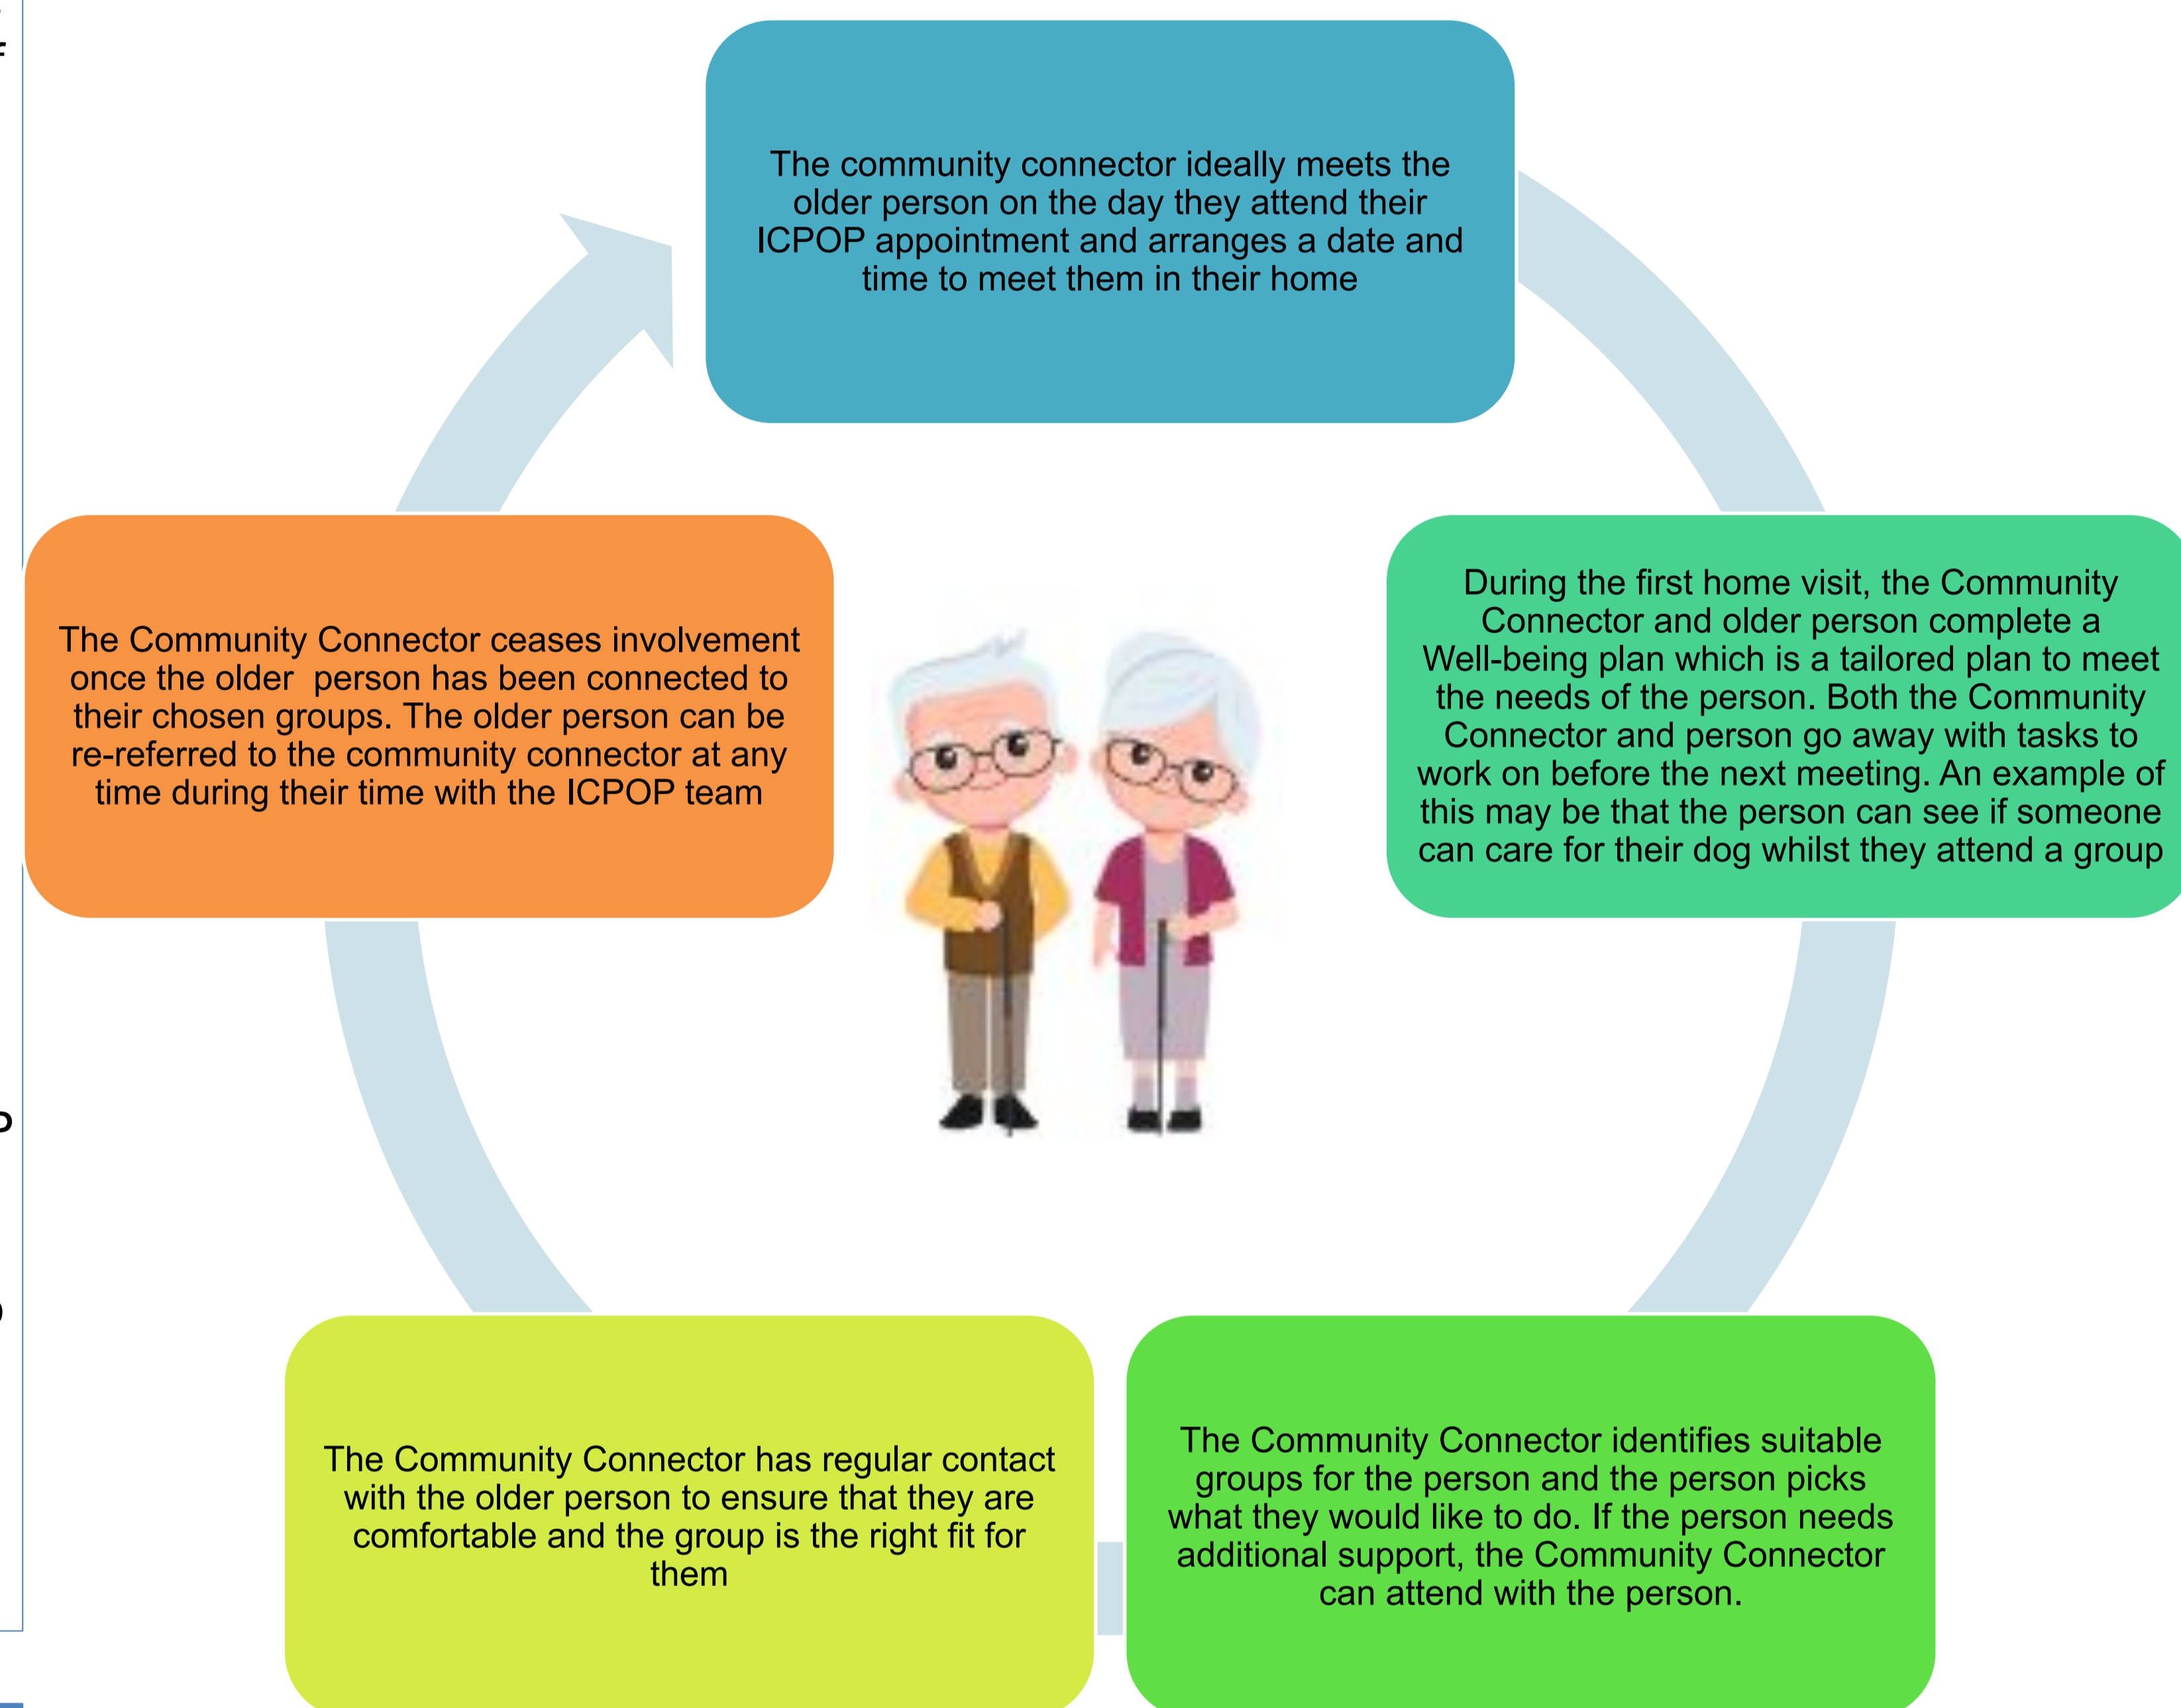 The community connector ideally meets the
older person on the day they attend their
ICPOP appointment and arranges a date and
time to meet them in their home
During the first home visit, the Community
Connector and older person complete a
Well-being plan which is a tailored plan to meet
the needs of the person. Both the Community
Connector and person go away with tasks to
work on before the next meeting. An example of
this may be that the person can see if someone
can care for their dog whilst they attend a group
The Community Connector identifies suitable
groups for the person and the person picks
what they would like to do. If the person needs
additional support, the Community Connector
can attend with the person.
The Community Connector has regular contact
with the older person to ensure that they are
comfortable and the group is the right fit for
them
The Community Connector ceases involvement
once the older  person has been connected to
their chosen groups. The older person can be
re-referred to the community connector at any
time during their time with the ICPOP team